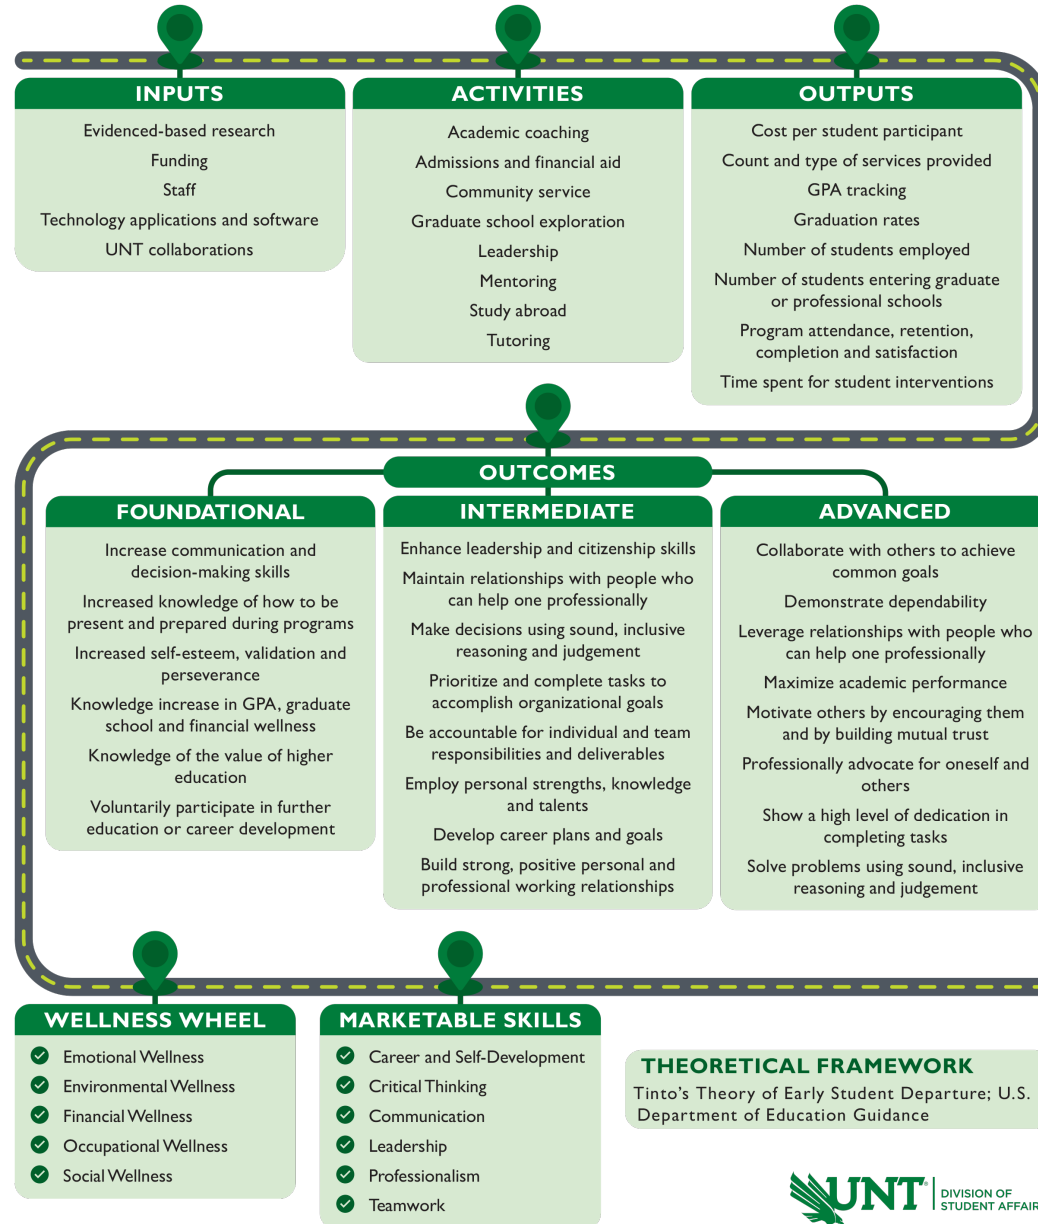 INPUTS
Evidenced-based research
Funding
Staff
Technology applications and software
UNT collaborations
ACTIVITIES
Academic coaching
Admissions and financial aid
Community service
Graduate school exploration
Leadership
Mentoring
Study abroad
Tutoring
OUTPUTS
Cost per student participant
Count and type of services provided
GPA tracking
Graduation rates
Number of students employed
Number of students entering graduate
or professional schools
Program attendance, retention,
completion and satisfaction
Time spent for student interventions
OUTCOMES
FOUNDATIONAL
Increase communication and
decision-making skills
Increased knowledge of how to be
present and prepared during programs
Increased self-esteem, validation and
perseverance
Knowledge increase in GPA, graduate
school and financial wellness
Knowledge of the value of higher
education
Voluntarily participate in further
education or career development
INTERMEDIATE
Enhance leadership and citizenship skills
Maintain relationships with people who
can help one professionally
Make decisions using sound, inclusive
reasoning and judgement
Prioritize and complete tasks to
accomplish organizational goals
Be accountable for individual and team
responsibilities and deliverables
Employ personal strengths, knowledge
and talents
Develop career plans and goals
Build strong, positive personal and
professional working relationships
ADVANCED
Collaborate with others to achieve
common goals
Demonstrate dependability
Leverage relationships with people who
can help one professionally
Maximize academic performance
Motivate others by encouraging them
and by building mutual trust
Professionally advocate for oneself and
others
Show a high level of dedication in
completing tasks
Solve problems using sound, inclusive
reasoning and judgement
WELLNESS WHEEL
Emotional Wellness
Environmental Wellness
Financial Wellness
Occupational Wellness
Social Wellness
MARKETABLE SKILLS
Career and Self-Development
Critical Thinking
Communication
Leadership
Professionalism
Teamwork
THEORETICAL FRAMEWORK
Tinto's Theory of Early Student Departure; U.S.
Department of Education Guidance
UNT®
DIVISION OF
STUDENT AFFAIR